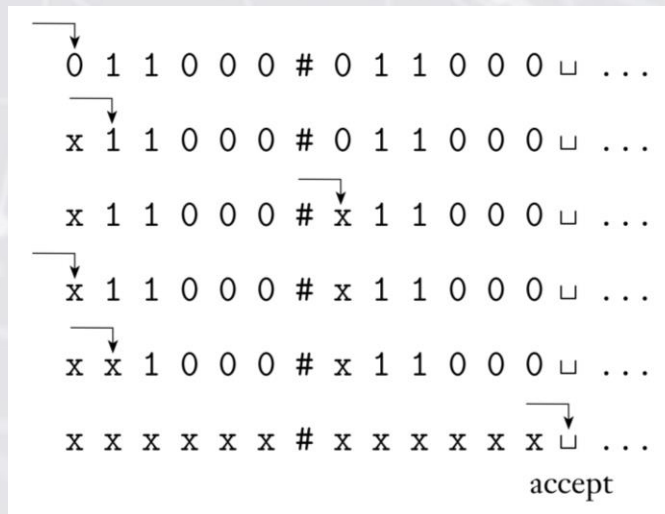 0 1 1 0 0 0 # 0 1 1 0 0 0 ␣ ...
x 1 1 0 0 0 # 0 1 1 0 0 0 ␣ ...
x 1 1 0 0 0 # x 1 1 0 0 0 ␣ ...
x 1 1 0 0 0 # x 1 1 0 0 0 ␣ ...
x x 1 0 0 0 # x 1 1 0 0 0 ␣ ...
x x x x x x # x x x x x x ␣ ...
accept